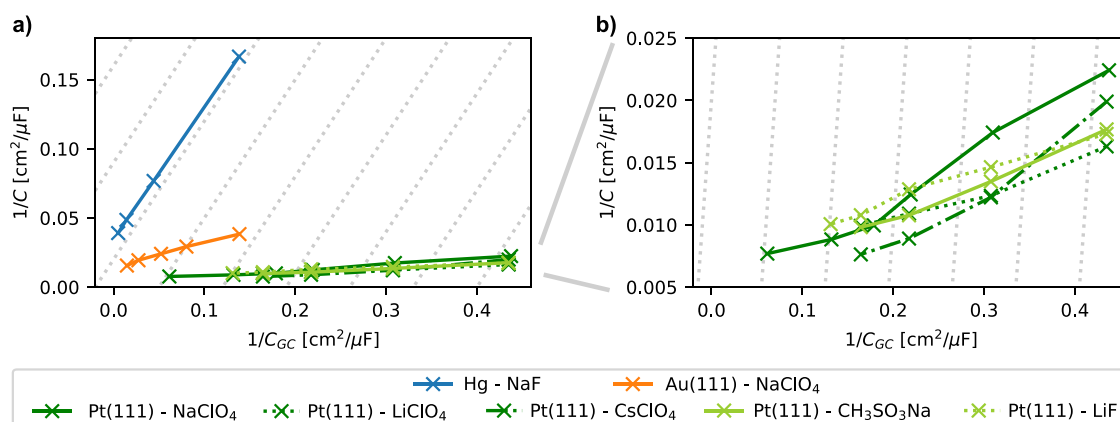 a)
b)
0.15
0.10
0.05
0.00
1/C [cm²/μF]
0.0 0.1 0.2 0.3 0.4
1/C_GC [cm²/μF]
0.025
0.020
0.015
0.010
0.005
1/C [cm²/μF]
0.0 0.1 0.2 0.3 0.4
1/C_GC [cm²/μF]
Hg - NaF Au(111) - NaClO₄
Pt(111) - NaClO₄ Pt(111) - LiClO₄ Pt(111) - CsClO₄ Pt(111) - CH₃SO₃Na Pt(111) - LiF